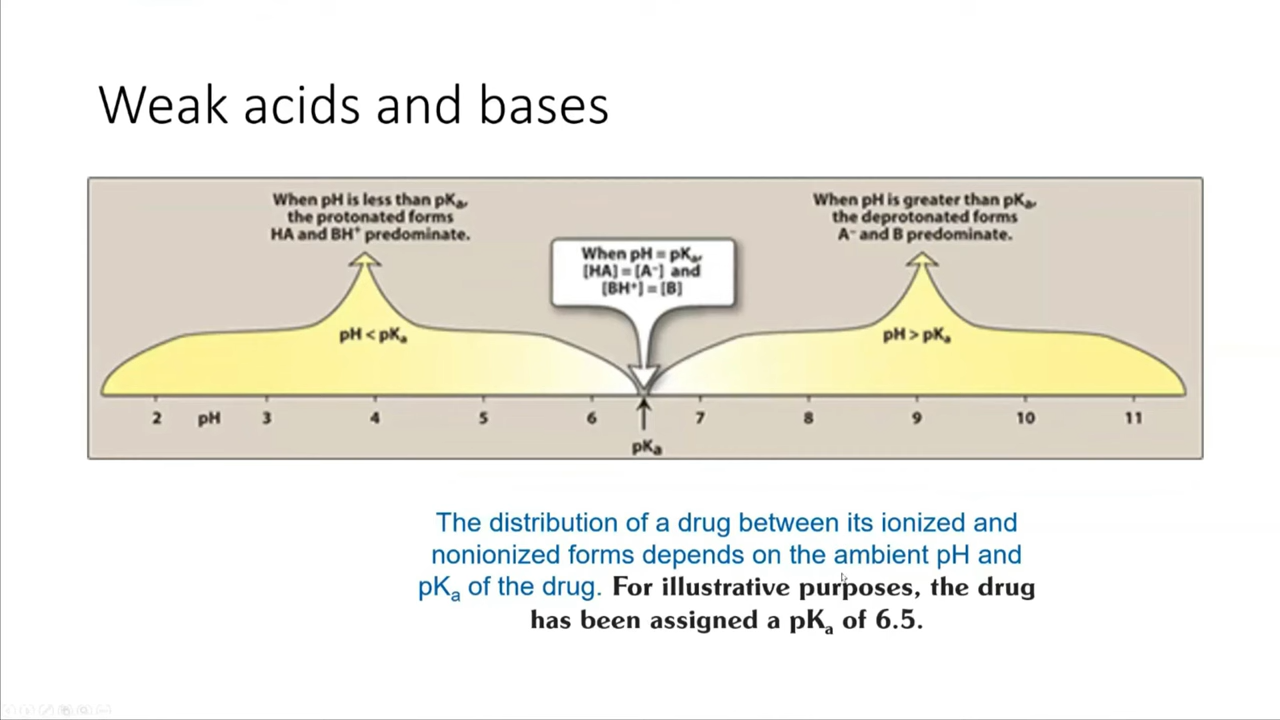 Weak acids and bases
When pH is less than pKₐ,
the protonated forms
HA and BH⁺ predominate.
When pH = pKₐ,
[HA] = [A⁻] and
[BH⁺] = [B]
When pH is greater than pKₐ,
the deprotonated forms
A⁻ and B predominate.
pH < pKₐ
pH > pKₐ
2 pH 3 4 5 6 7 8 9 10 11
pKₐ
The distribution of a drug between its ionized and
nonionized forms depends on the ambient pH and
pKₐ of the drug. For illustrative purposes, the drug
has been assigned a pKₐ of 6.5.